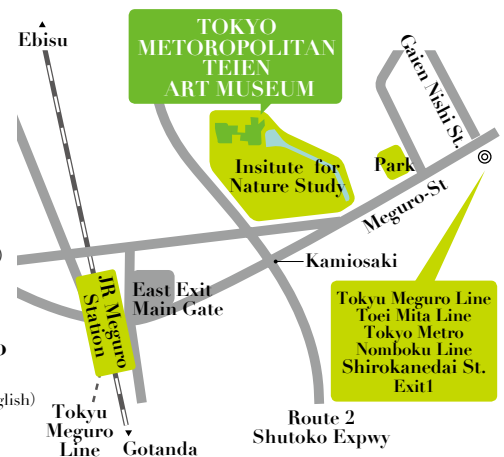 Ebisu
TOKYO
METOROPOLITAN
TEIEN
ART MUSEUM
Gaien Nishi St.
Insitute for
Nature Study
Park
Meguro-St
Kamiosaki
JR Meguro
Station
East Exit
Main Gate
Tokyu Meguro Line
Toei Mita Line
Tokyo Metro
Nomboku Line
Shirokanedai St.
Exit1
glish)
Tokyu
Meguro
Line
Gotanda
Route 2
Shutoko Expwy